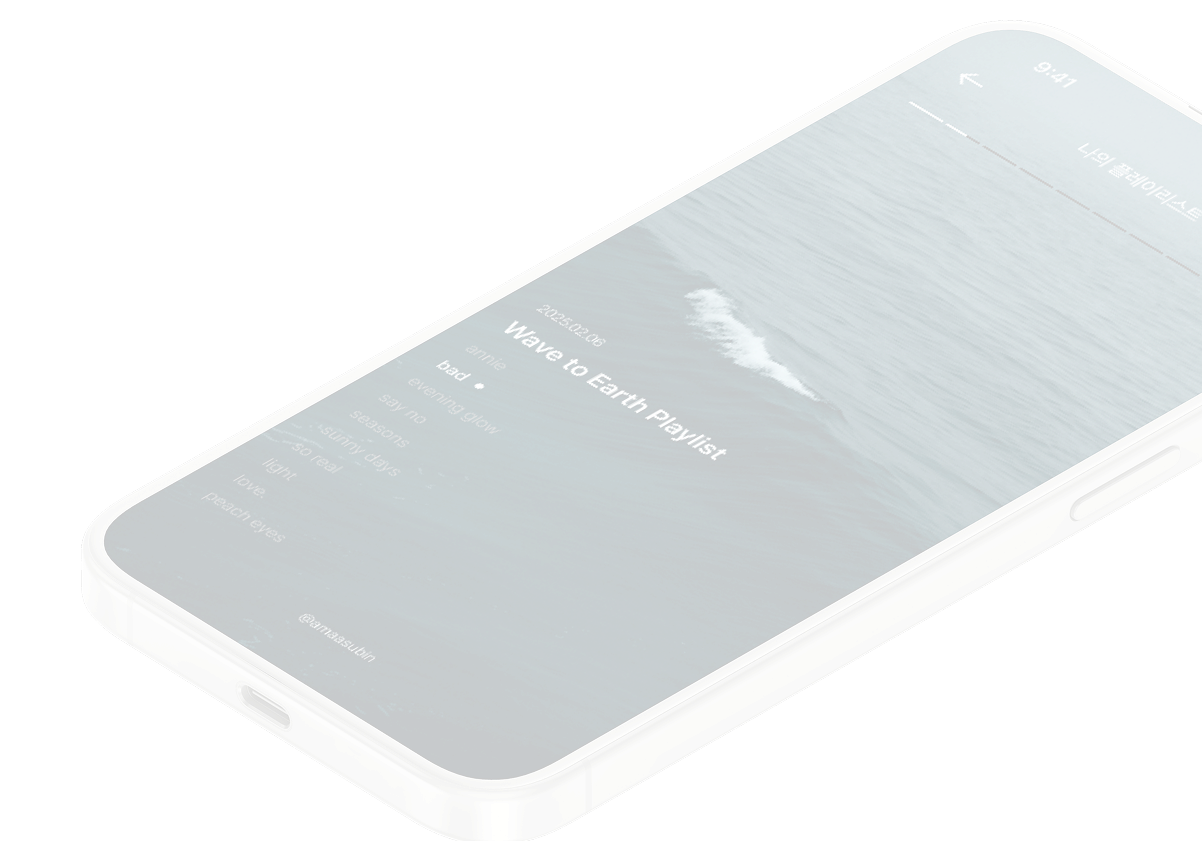 9:41
나의 플레이리스트
2025.02.06
Wave to Earth Playlist
annie
bad
evening glow
say no
seasons
sunny days
so real
light
love.
peach eyes
@amaasubin